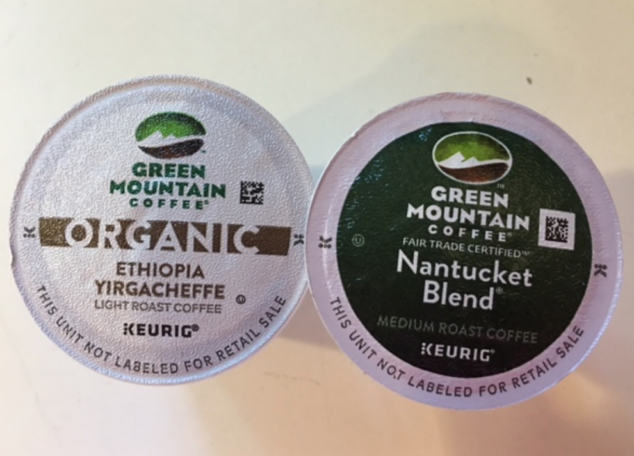 GREEN
MOUNTAIN
COFFEE®
ORGANIC
ETHIOPIA
YIRGACHEFFE
LIGHT ROAST COFFEE
KEURIG®
THIS UNIT NOT LABELED FOR RETAIL SALE
GREEN
MOUNTAIN
COFFEE®
FAIR TRADE CERTIFIED™
Nantucket
Blend®
MEDIUM ROAST COFFEE
KEURIG®
THIS UNIT NOT LABELED FOR RETAIL SALE